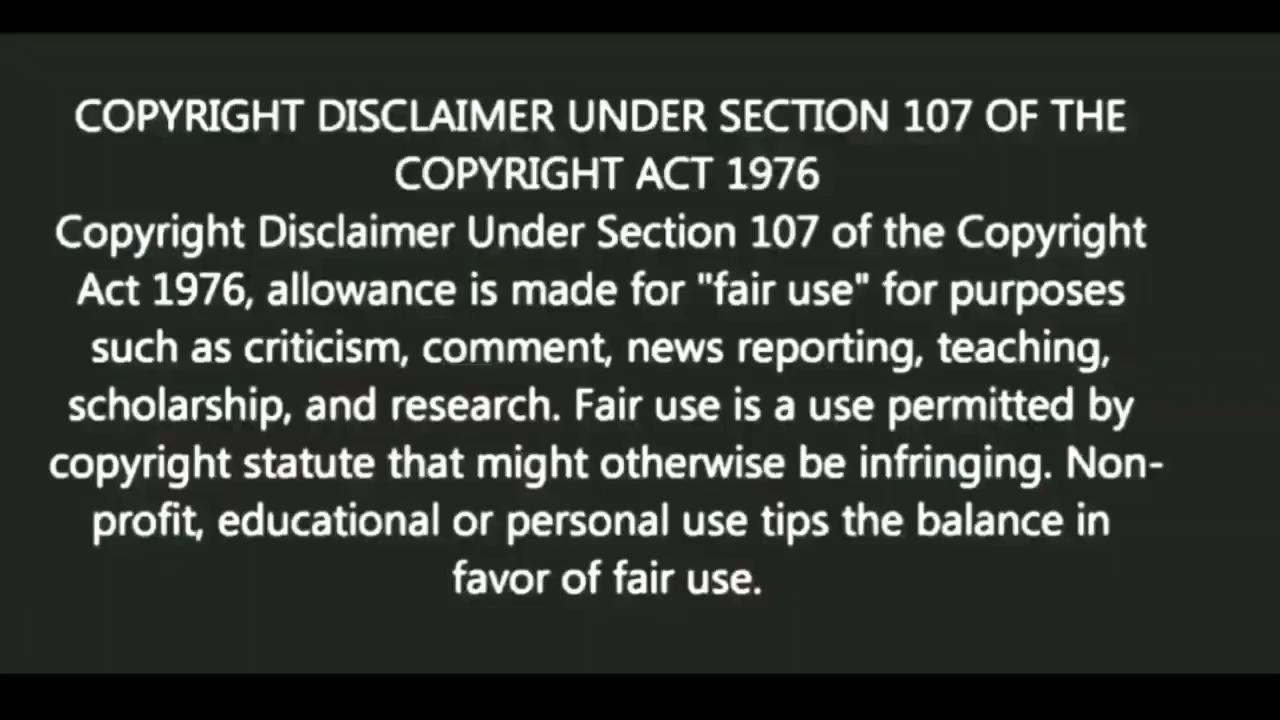 COPYRIGHT DISCLAIMER UNDER SECTION 107 OF THE
COPYRIGHT ACT 1976
Copyright Disclaimer Under Section 107 of the Copyright
Act 1976, allowance is made for "fair use" for purposes
such as criticism, comment, news reporting, teaching,
scholarship, and research. Fair use is a use permitted by
copyright statute that might otherwise be infringing. Non-
profit, educational or personal use tips the balance in
favor of fair use.